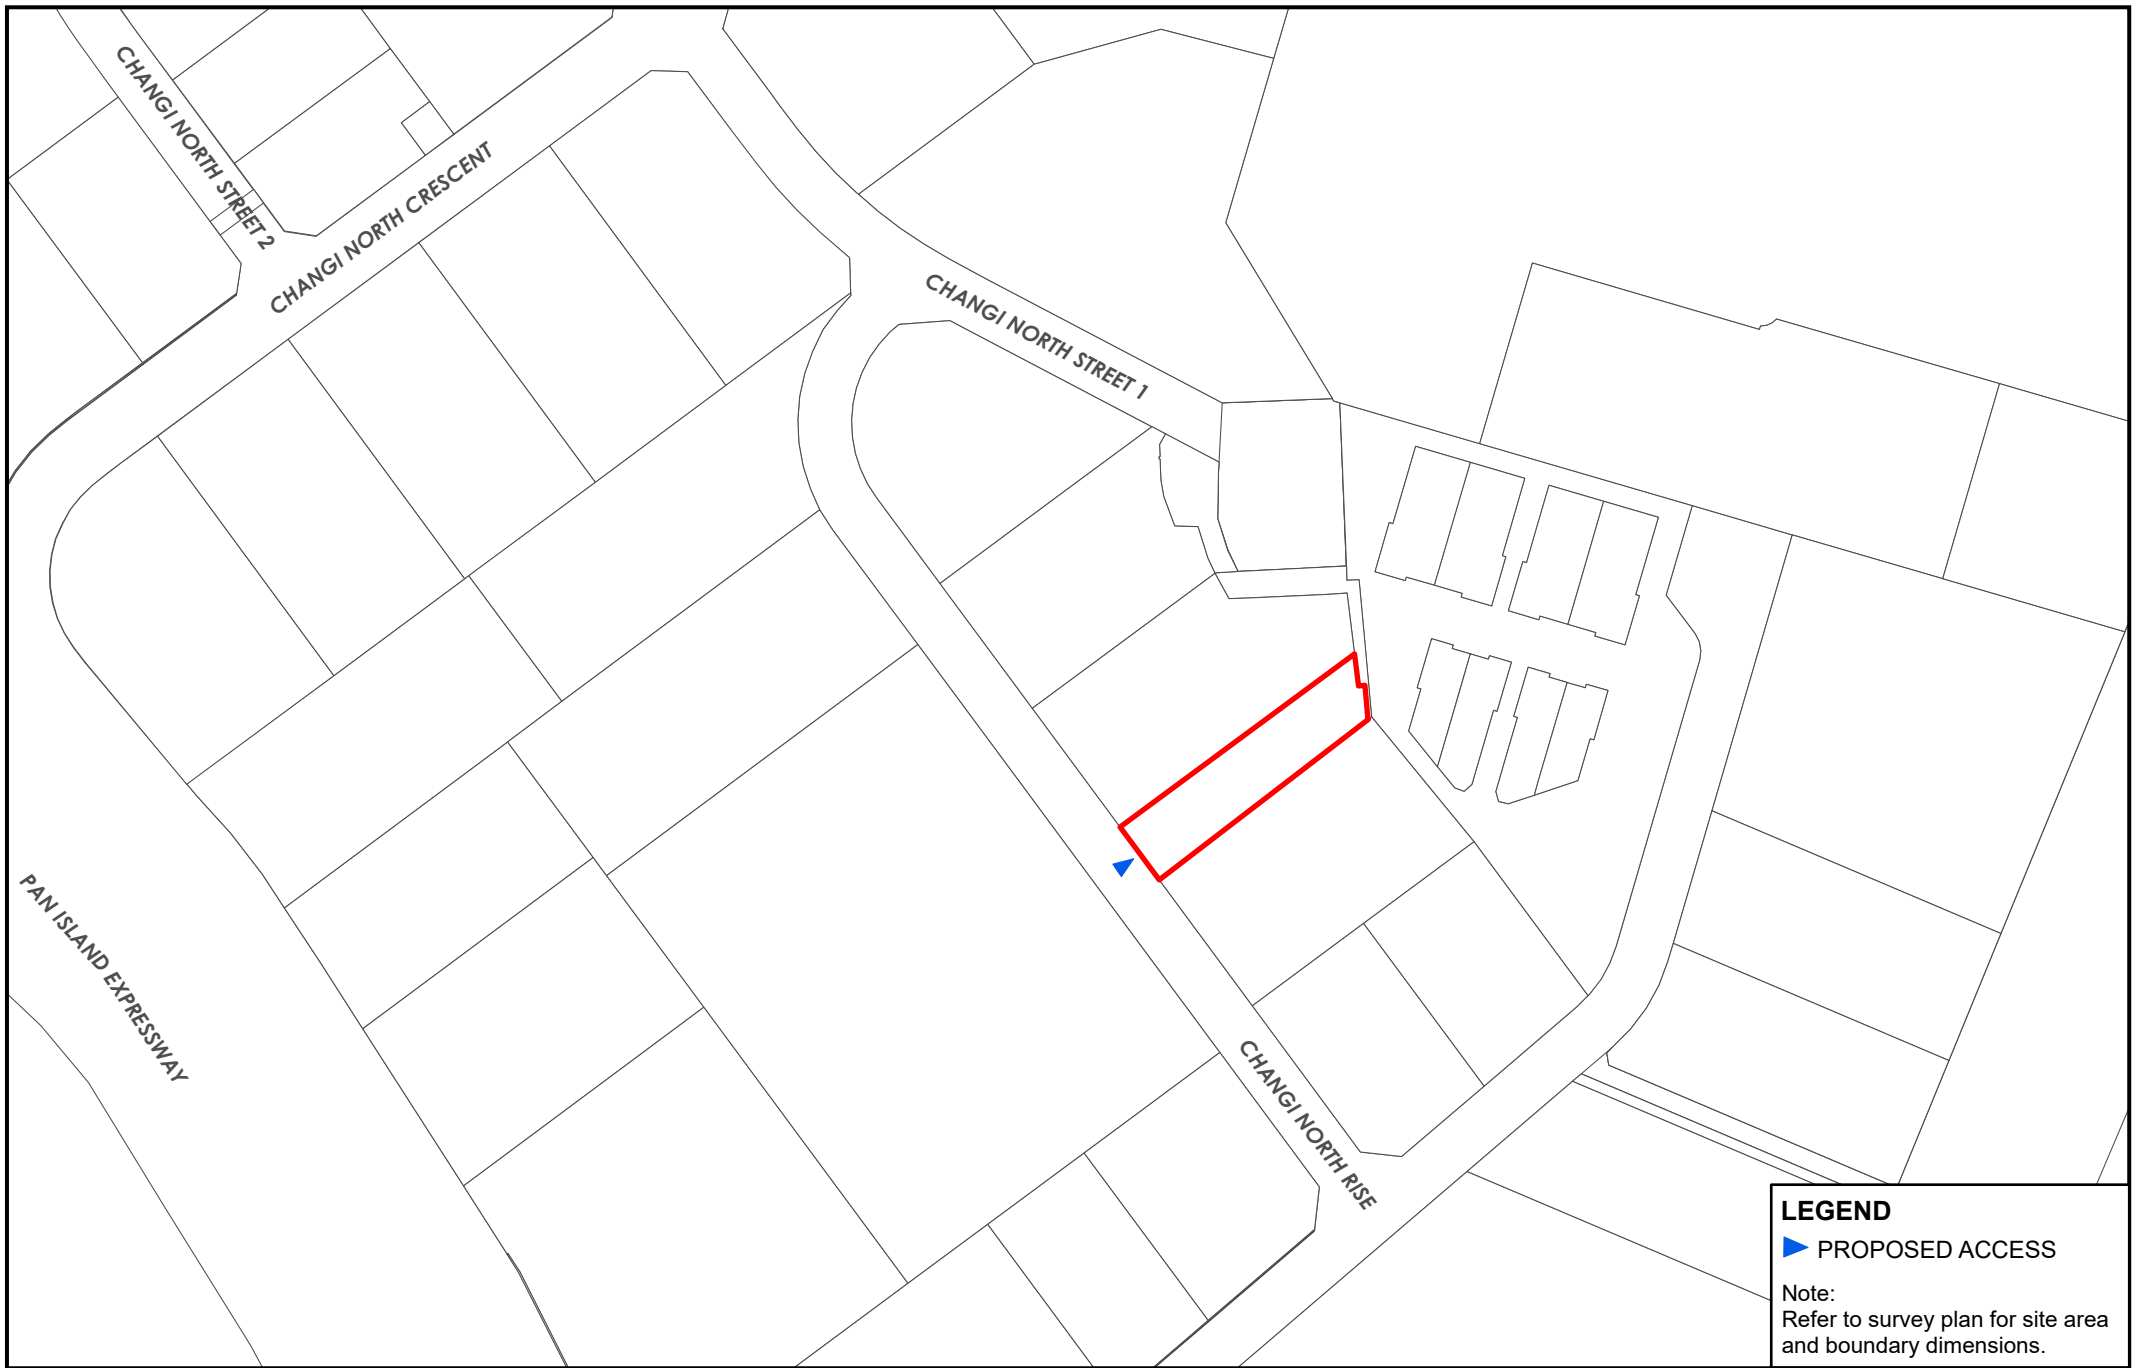 CHANGI NORTH STREET 2
CHANGI NORTH CRESCENT
CHANGI NORTH STREET 1
PAN ISLAND EXPRESSWAY
CHANGI NORTH RISE
LEGEND
PROPOSED ACCESS
Note:
Refer to survey plan for site area
and boundary dimensions.